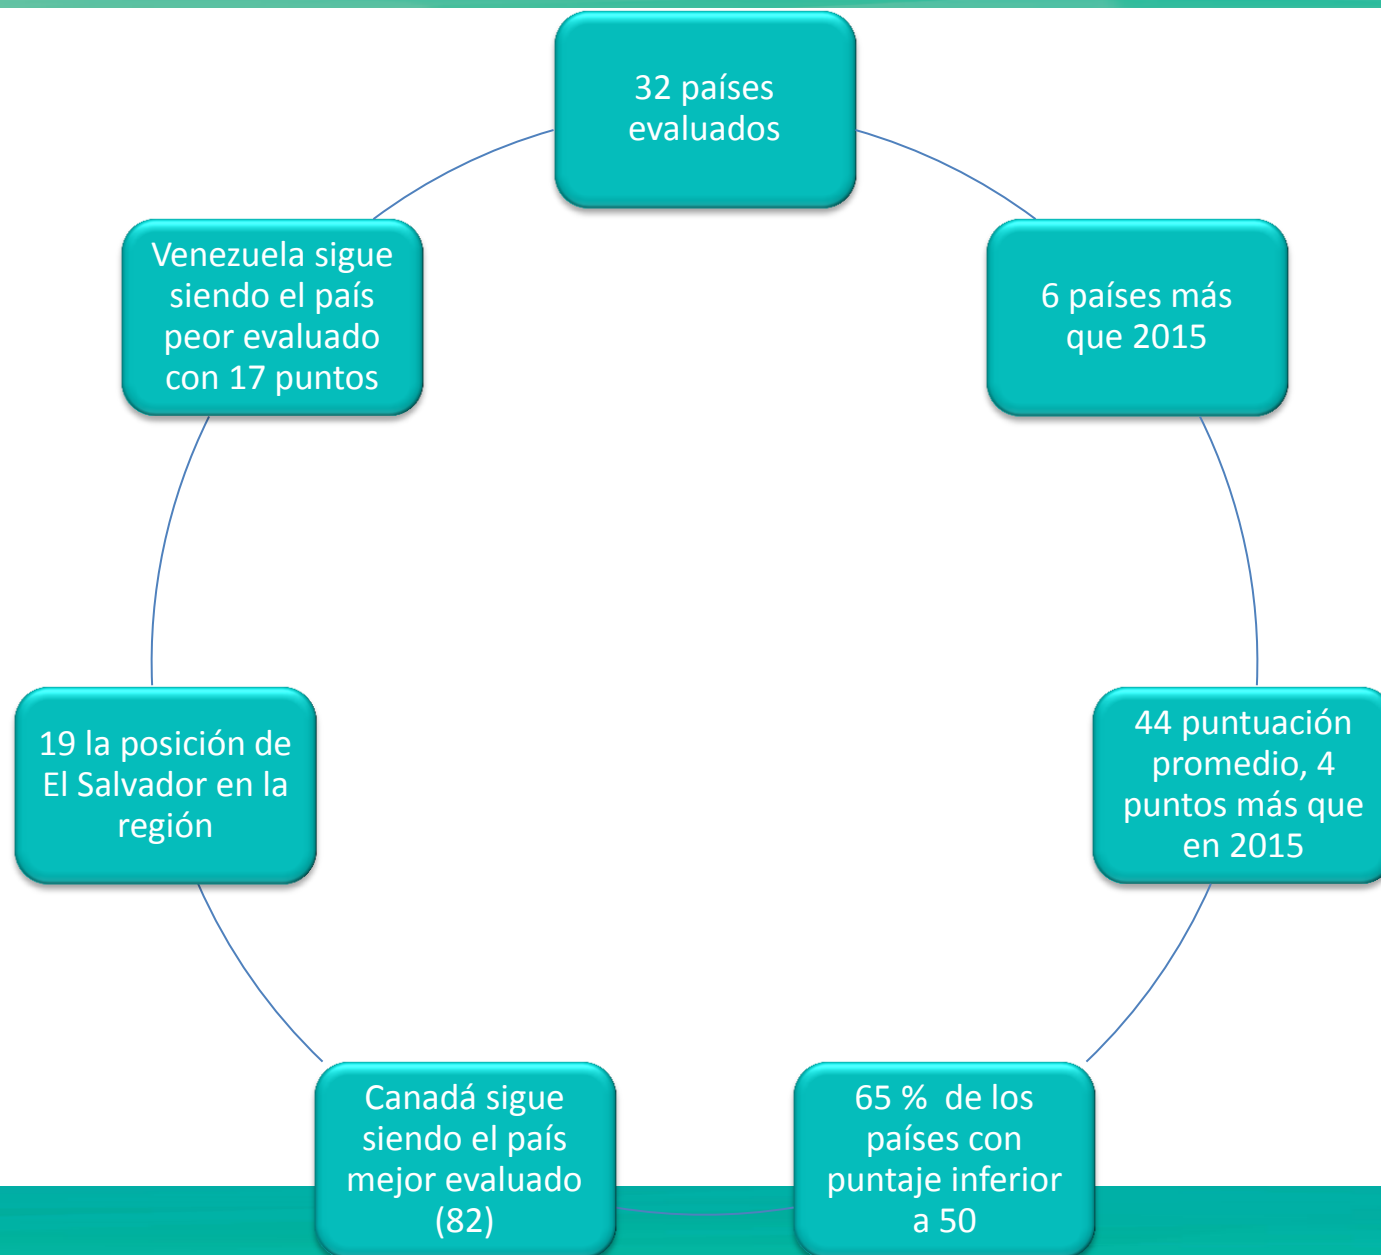 32 países
evaluados
6 países más
que 2015
44 puntuación
promedio, 4
puntos más que
en 2015
65 % de los
países con
puntaje inferior
a 50
Canadá sigue
siendo el país
mejor evaluado
(82)
19 la posición de
El Salvador en la
región
Venezuela sigue
siendo el país
peor evaluado
con 17 puntos